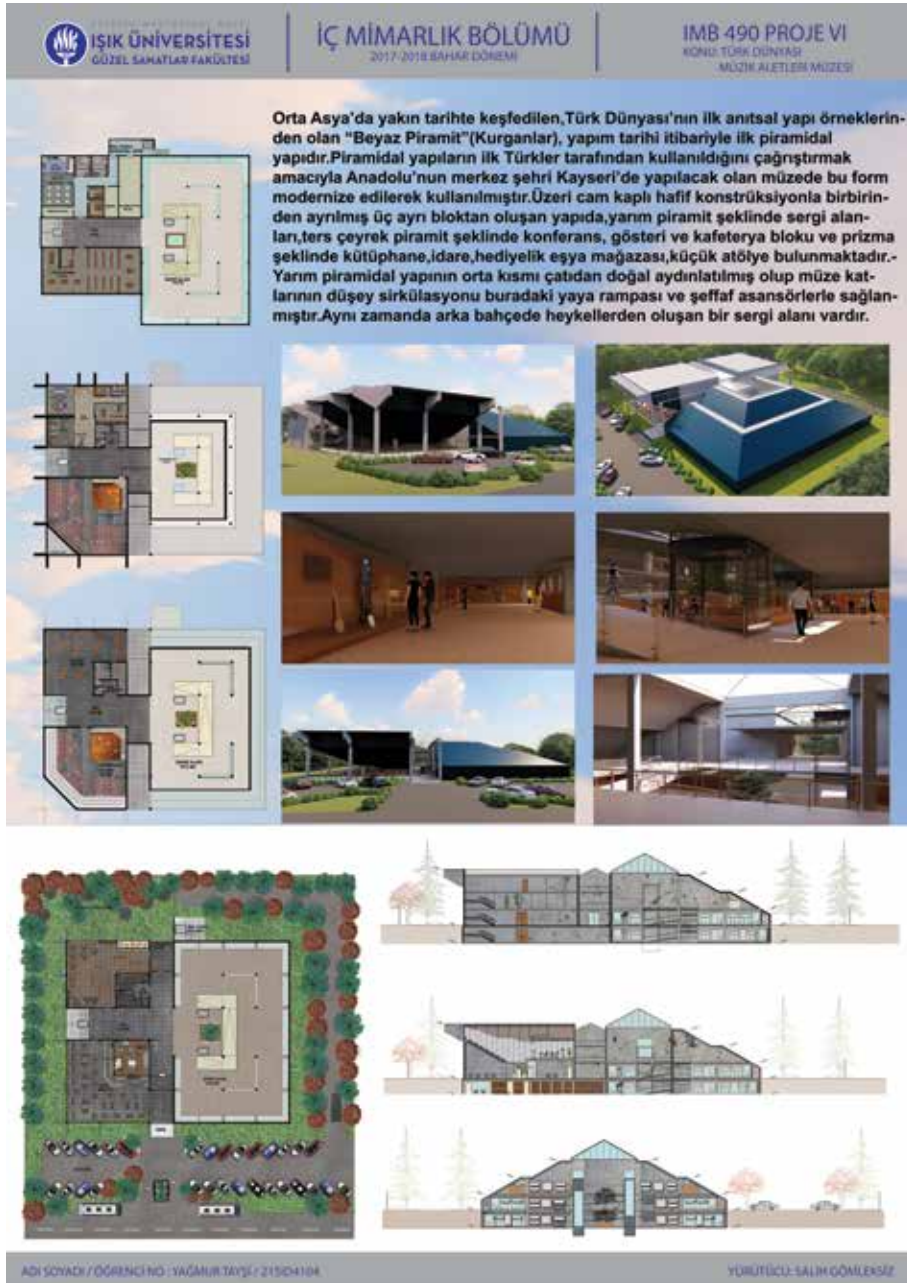 IŞIK ÜNİVERSİTESİ
GÜZEL SANATLAR FAKÜLTESİ
İÇ MİMARLIK BÖLÜMÜ
2017-2018 BAHAR DÖNEMİ
IMB 490 PROJE VI
KONU: TÜRK DÜNYASI
MÜZİK ALETLERİ MÜZESİ
Orta Asya'da yakın tarihte keşfedilen,Türk Dünyası'nın ilk anıtsal yapı örneklerin-
den olan “Beyaz Piramit”(Kurganlar), yapım tarihi itibariyle ilk piramidal
yapıdır.Piramidal yapıların ilk Türkler tarafından kullanıldığını çağrıştırmak
amacıyla Anadolu'nun merkez şehri Kayseri'de yapılacak olan müzede bu form
modernize edilerek kullanılmıştır.Üzeri cam kaplı hafif konstrüksiyonla birbirin-
den ayrılmış üç ayrı bloktan oluşan yapıda,yarım piramit şeklinde sergi alan-
ları,ters çeyrek piramit şeklinde konferans, gösteri ve kafeterya bloku ve prizma
şeklinde kütüphane,idare,hediyelik eşya mağazası,küçük atölye bulunmaktadır.-
Yarım piramidal yapının orta kısmı çatıdan doğal aydınlatılmış olup müze kat-
larının düşey sirkülasyonu buradaki yaya rampası ve şeffaf asansörlerle sağlan-
mıştır.Aynı zamanda arka bahçede heykellerden oluşan bir sergi alanı vardır.
ADI SOYADI / ÖĞRENCİ NO : YAĞMUR TAYŞİ / 215ID4104
YÜRÜTÜCÜ: SALİH GÖMLEKSİZ